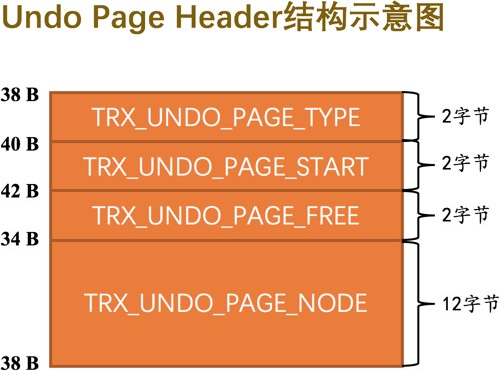 Undo Page Header结构示意图
38 B
TRX_UNDO_PAGE_TYPE
2字节
40 B
TRX_UNDO_PAGE_START
2字节
42 B
TRX_UNDO_PAGE_FREE
2字节
34 B
TRX_UNDO_PAGE_NODE
12字节
38 B